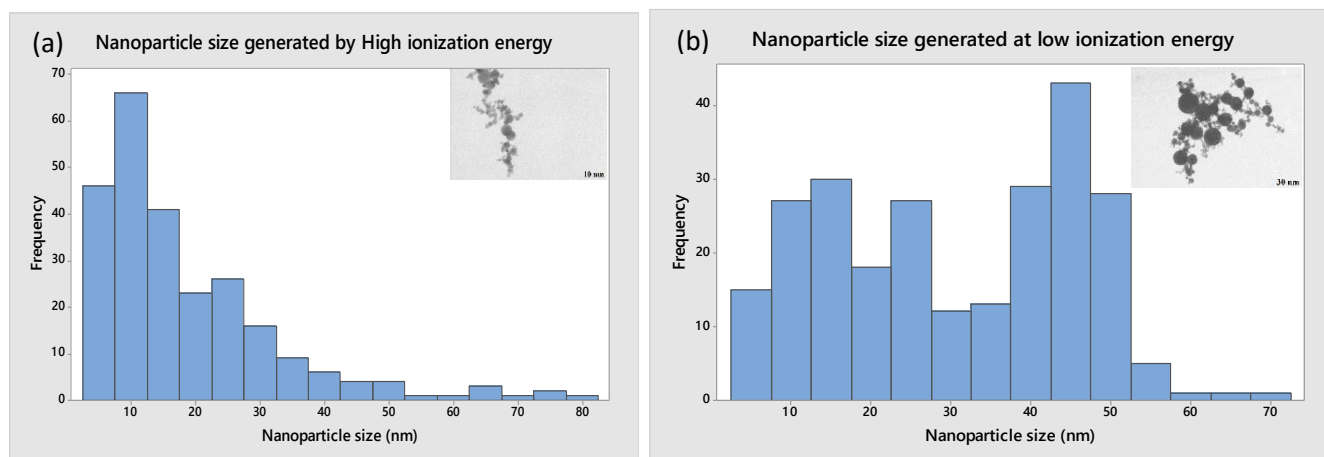 (a)
Nanoparticle size generated by High ionization energy
70
60
50
40
30
20
10
0
Frequency
10 nm
10 20 30 40 50 60 70 80
Nanoparticle size (nm)
(b)
Nanoparticle size generated at low ionization energy
40
30
20
10
0
Frequency
30 nm
10 20 30 40 50 60 70
Nanoparticle size (nm)